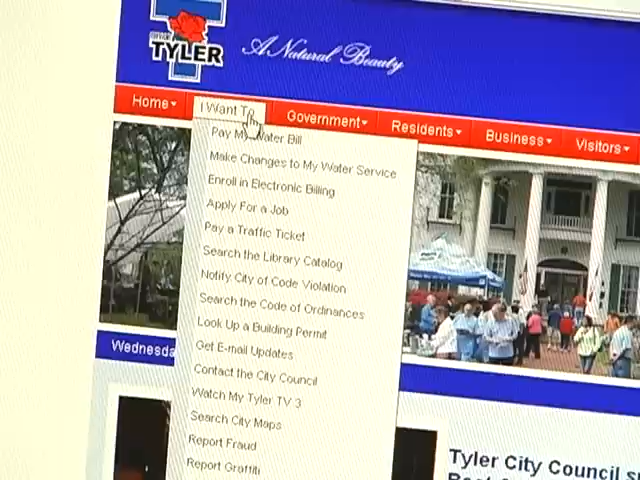 TYLER
A Natural Beauty
Home
I Want To
Government
Residents
Business
Visitors
Pay My Water Bill
Make Changes to My Water Service
Enroll in Electronic Billing
Apply For a Job
Pay a Traffic Ticket
Search the Library Catalog
Notify City of Code Violation
Search the Code of Ordinances
Look Up a Building Permit
Get E-mail Updates
Contact the City Council
Watch My Tyler TV 3
Search City Maps
Report Fraud
Report Graffiti
Wednesda
Tyler City Council